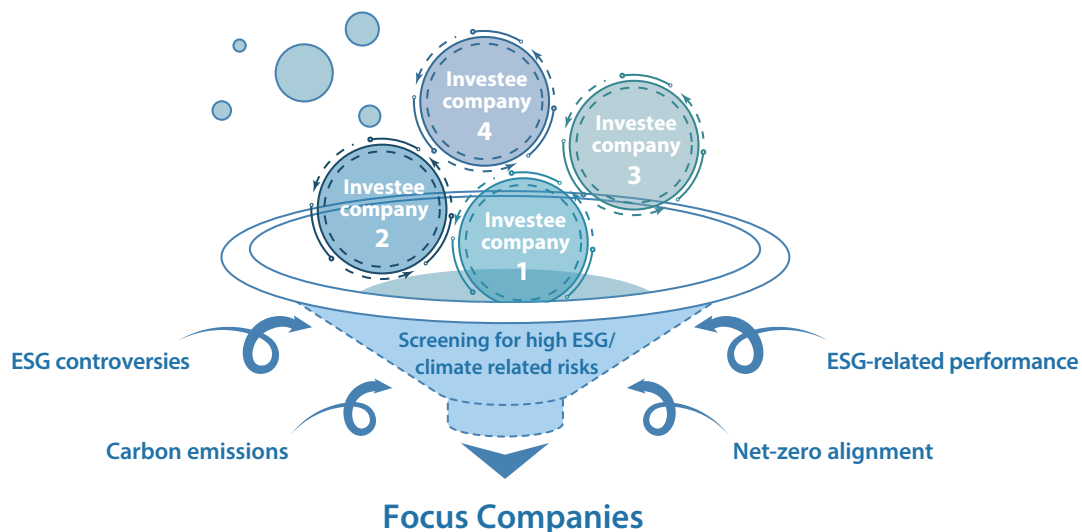 Investee
company
4
Investee
company
3
Investee
company
2
Investee
company
1
Screening for high ESG/
climate related risks
ESG controversies
ESG-related performance
Carbon emissions
Net-zero alignment
Focus Companies